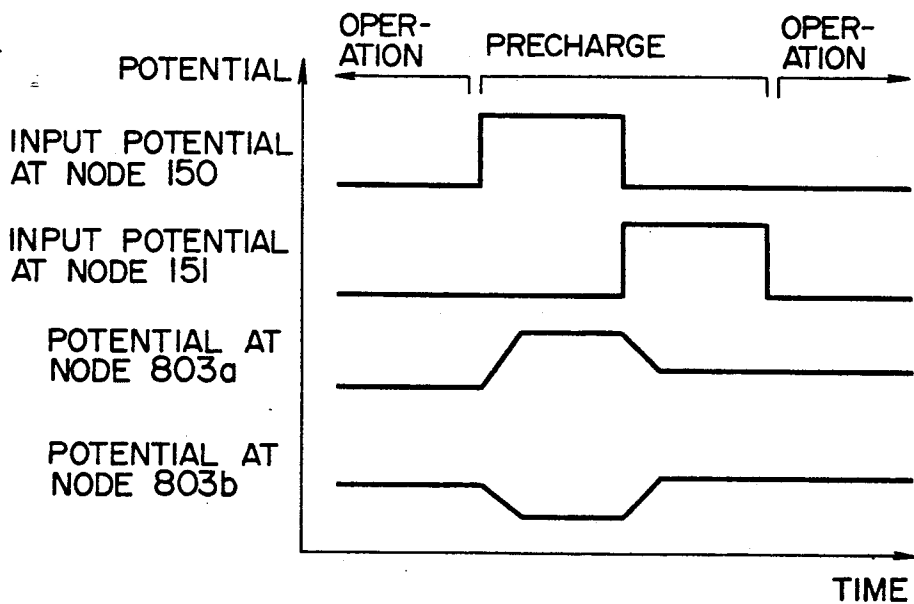 OPER-
ATION
PRECHARGE
OPER-
ATION
POTENTIAL
INPUT POTENTIAL
AT NODE 150
INPUT POTENTIAL
AT NODE 151
POTENTIAL AT
NODE 803a
POTENTIAL AT
NODE 803b
TIME